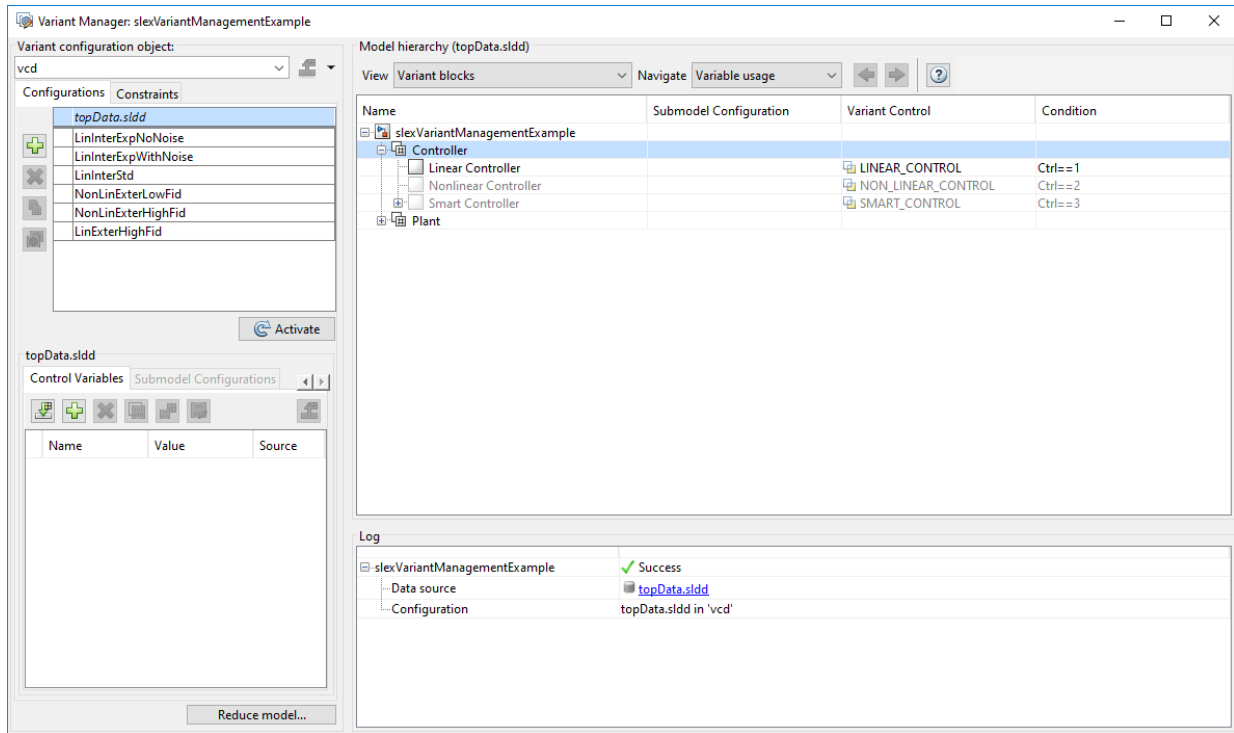 Variant Manager: slexVariantManagementExample
Variant configuration object:
vcd
Configurations Constraints
topData.sldd
LinInterExpNoNoise
LinInterExpWithNoise
LinInterStd
NonLinExterLowFid
NonLinExterHighFid
LinExterHighFid
Activate
topData.sldd
Control Variables Submodel Configurations
Name Value Source
Reduce model...
Model hierarchy (topData.sldd)
View Variant blocks Navigate Variable usage ?
Name Submodel Configuration Variant Control Condition
slexVariantManagementExample
Controller
Linear Controller LINEAR_CONTROL Ctrl==1
Nonlinear Controller NON_LINEAR_CONTROL Ctrl==2
Smart Controller SMART_CONTROL Ctrl==3
Plant
Log
slexVariantManagementExample Success
Data source topData.sldd
Configuration topData.sldd in 'vcd'